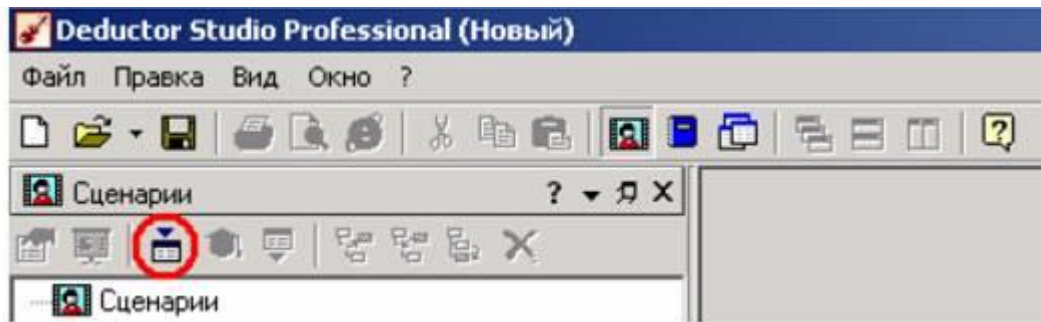 Deductor Studio Professional (Новый)
Файл Правка Вид Окно ?
Сценарии ?
Сценарии